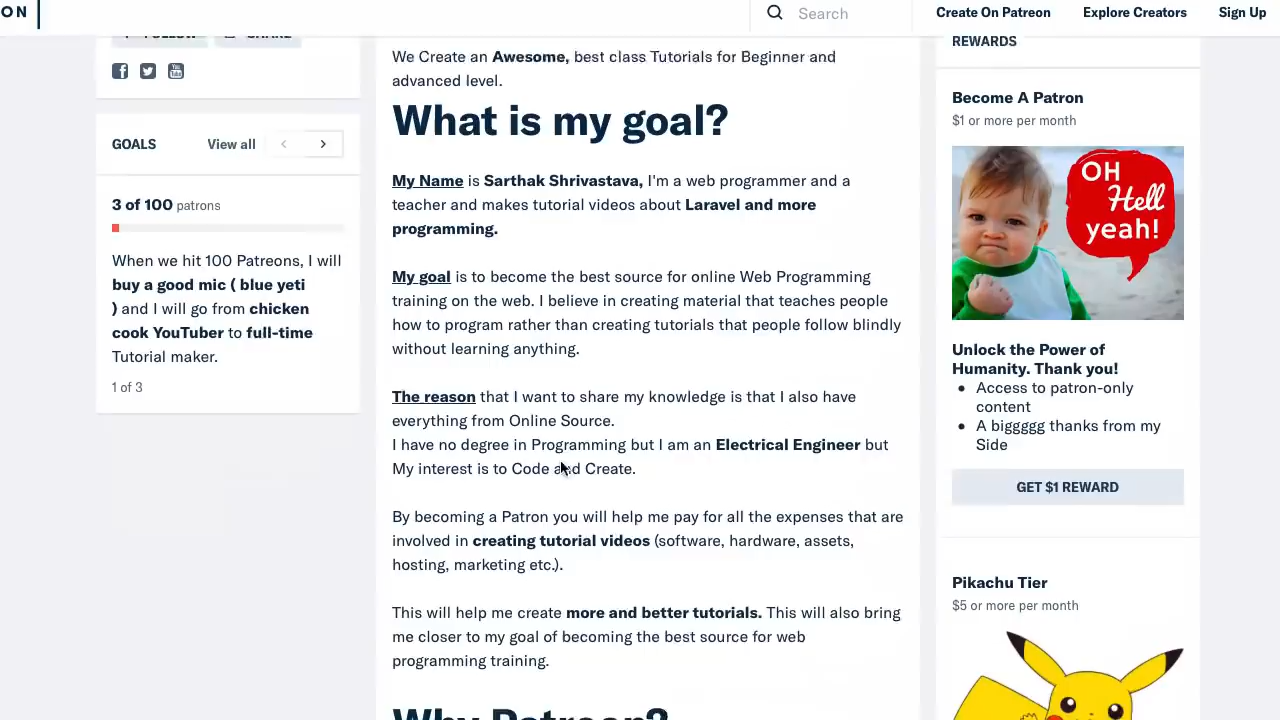 ON
Search
Create On Patreon
Explore Creators
Sign Up
FOLLOW
SHARE
GOALS
View all
3 of 100 patrons
When we hit 100 Patreons, I will
buy a good mic ( blue yeti
) and I will go from chicken
cook YouTuber to full-time
Tutorial maker.
1 of 3
We Create an Awesome, best class Tutorials for Beginner and
advanced level.
What is my goal?
My Name is Sarthak Shrivastava, I'm a web programmer and a
teacher and makes tutorial videos about Laravel and more
programming.
My goal is to become the best source for online Web Programming
training on the web. I believe in creating material that teaches people
how to program rather than creating tutorials that people follow blindly
without learning anything.
The reason that I want to share my knowledge is that I also have
everything from Online Source.
I have no degree in Programming but I am an Electrical Engineer but
My interest is to Code and Create.
By becoming a Patron you will help me pay for all the expenses that are
involved in creating tutorial videos (software, hardware, assets,
hosting, marketing etc.).
This will help me create more and better tutorials. This will also bring
me closer to my goal of becoming the best source for web
programming training.
Why Patreon?
REWARDS
Become A Patron
$1 or more per month
OH
Hell
yeah!
Unlock the Power of
Humanity. Thank you!
Access to patron-only
content
A biggggg thanks from my
Side
GET $1 REWARD
Pikachu Tier
$5 or more per month